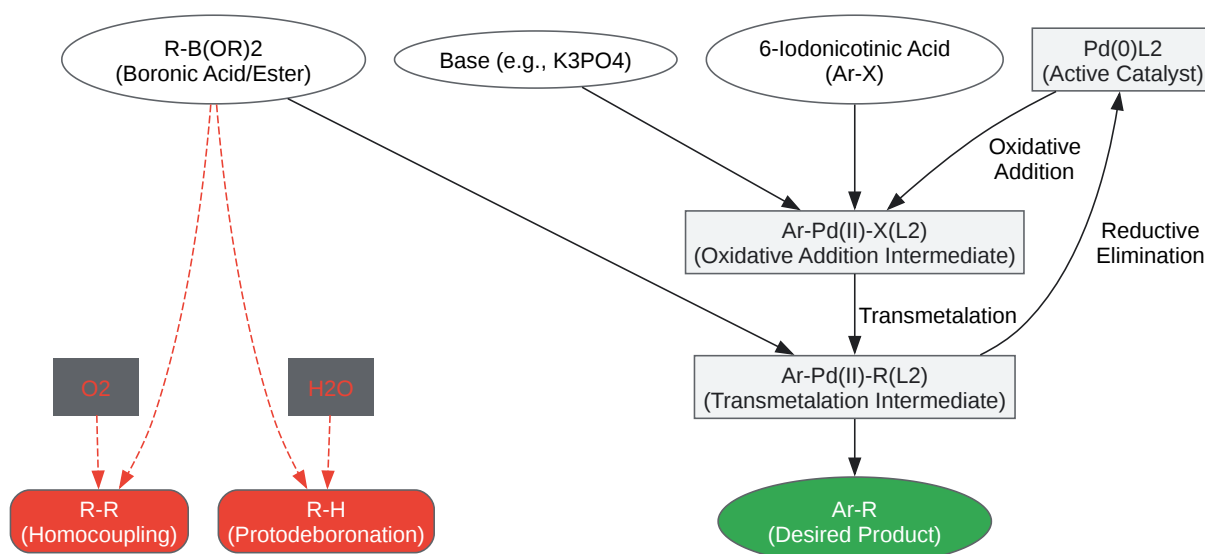 R-B(OR)2
(Boronic Acid/Ester)
Base (e.g., K3PO4)
6-Iodonicotinic Acid
(Ar-X)
Pd(0)L2
(Active Catalyst)
Oxidative
Addition
Ar-Pd(II)-X(L2)
(Oxidative Addition Intermediate)
Reductive
Elimination
Transmetalation
O2
H2O
Ar-Pd(II)-R(L2)
(Transmetalation Intermediate)
R-R
(Homocoupling)
R-H
(Protodeboronation)
Ar-R
(Desired Product)